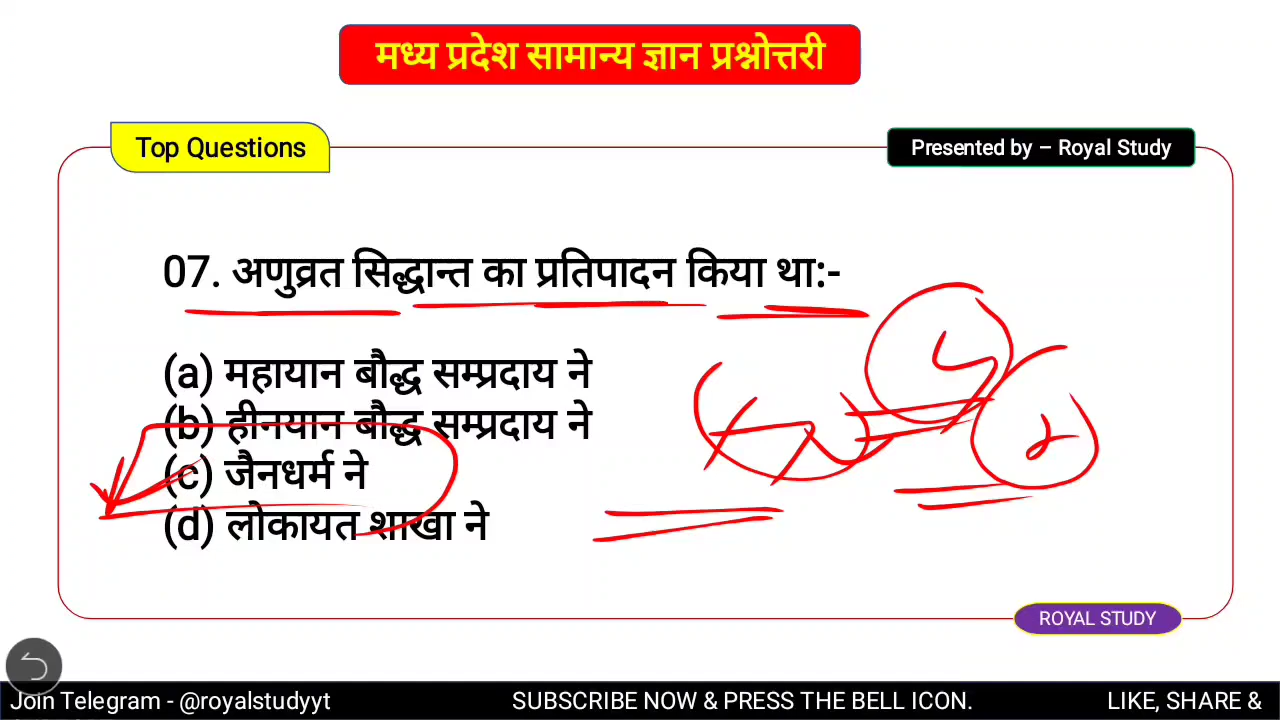 मध्य प्रदेश सामान्य ज्ञान प्रश्नोत्तरी
Top Questions
Presented by – Royal Study
07. अणुव्रत सिद्धान्त का प्रतिपादन किया था:-
(a) महायान बौद्ध सम्प्रदाय ने
(b) हीनयान बौद्ध सम्प्रदाय ने
(c) जैनधर्म ने
(d) लोकायत शाखा ने
ROYAL STUDY
Join Telegram - @royalstudyyt
SUBSCRIBE NOW & PRESS THE BELL ICON.
LIKE, SHARE &